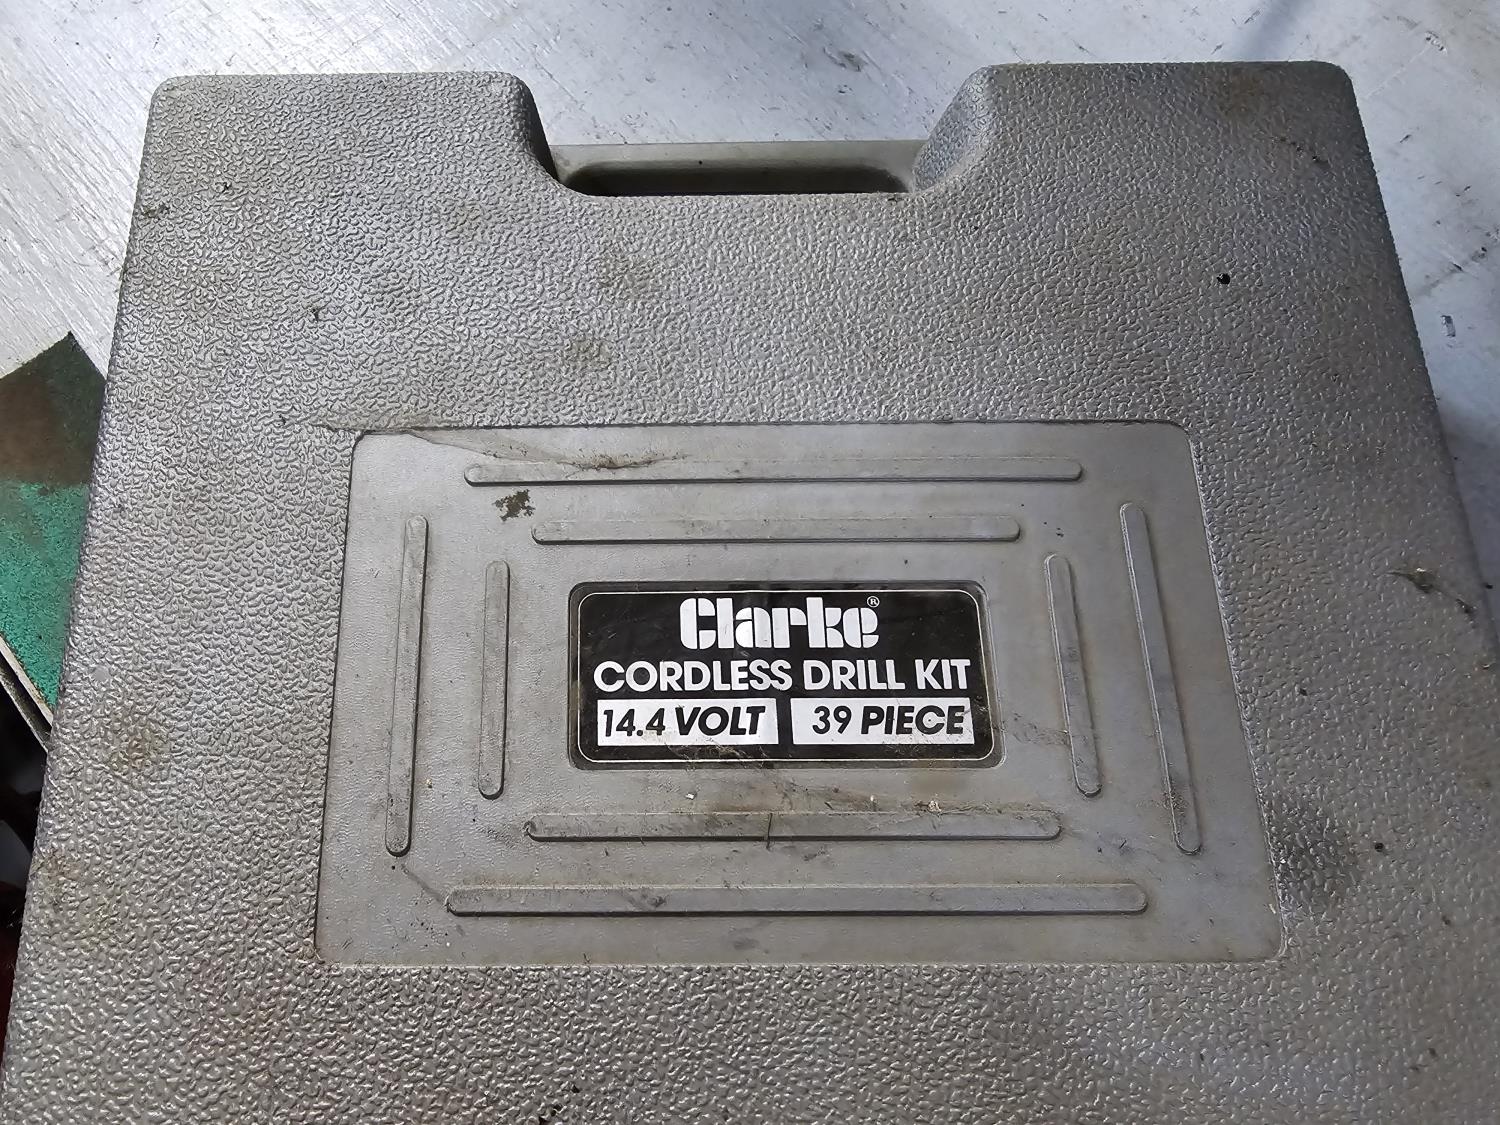 Clarke®
CORDLESS DRILL KIT
14.4 VOLT 39 PIECE